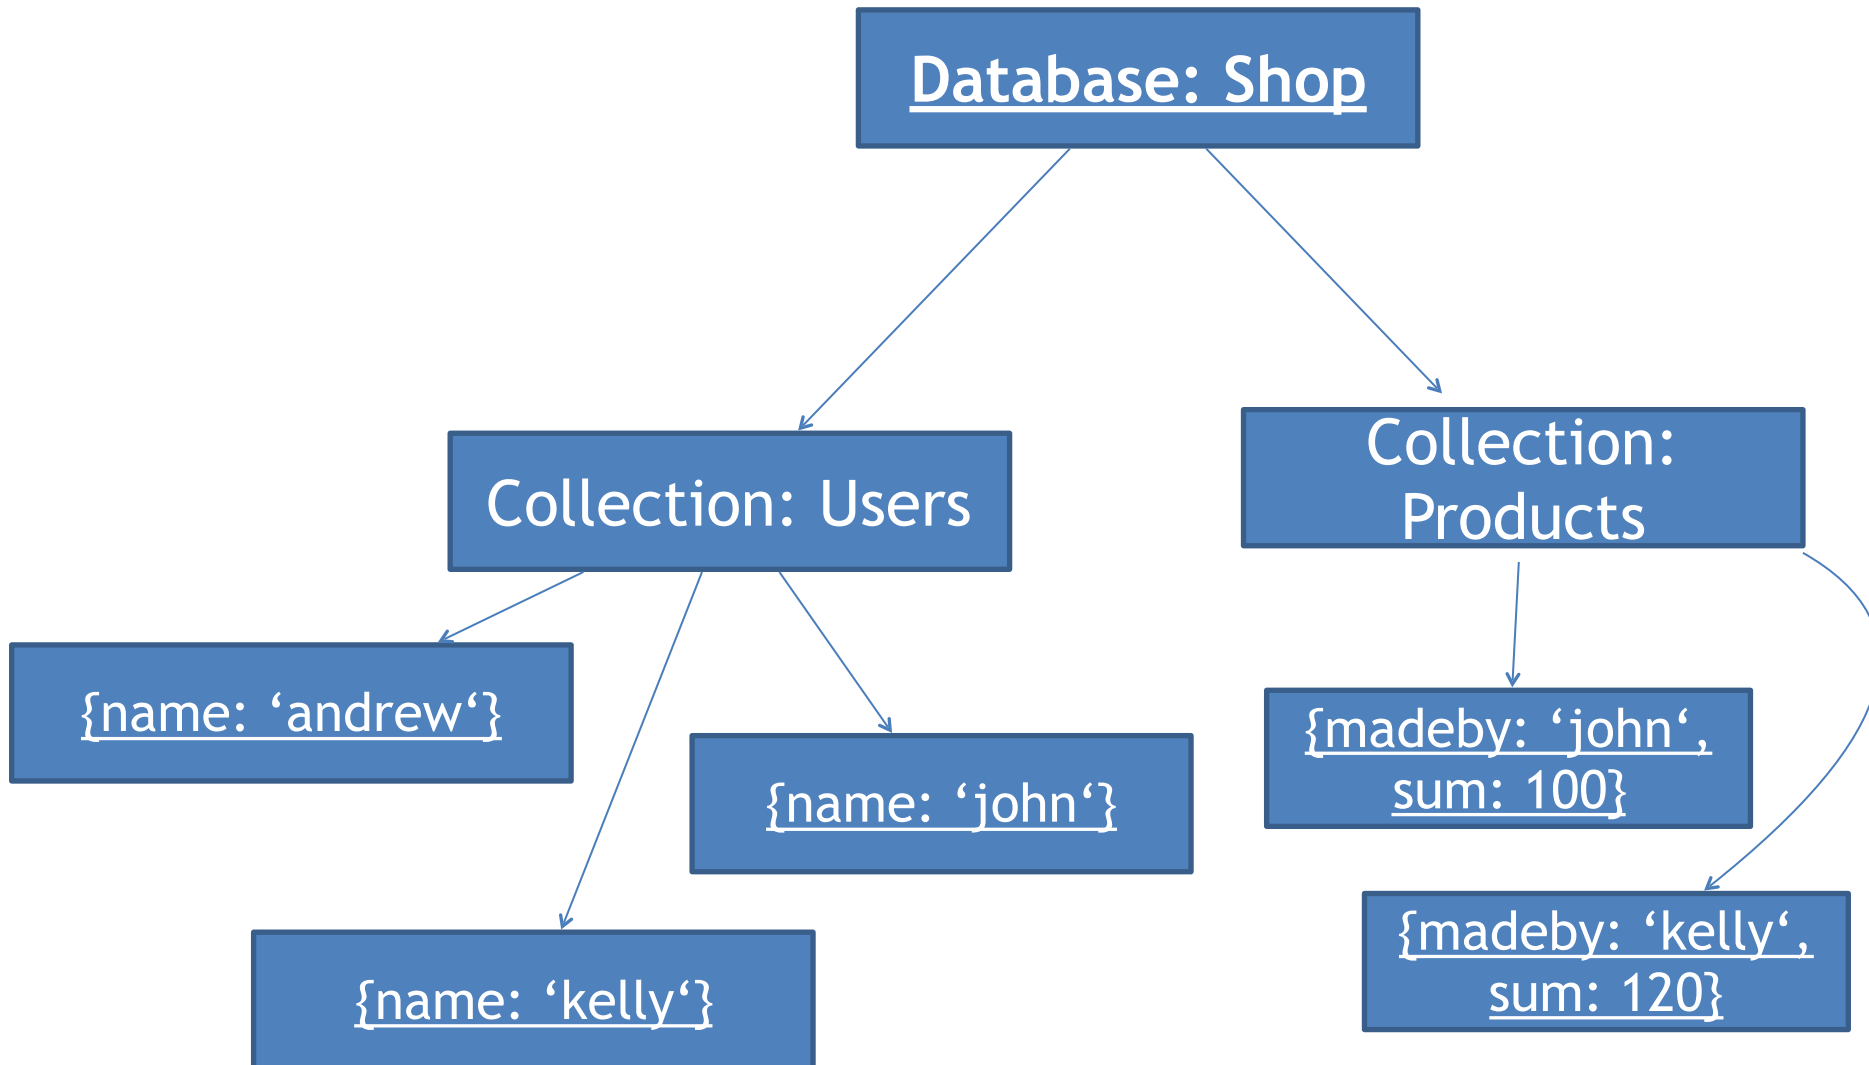 Database: Shop
Collection: Users
Collection:
Products
{name: ‘andrew‘}
{name: ‘john‘}
{madeby: ‘john‘,
sum: 100}
{name: ‘kelly‘}
{madeby: ‘kelly‘,
sum: 120}